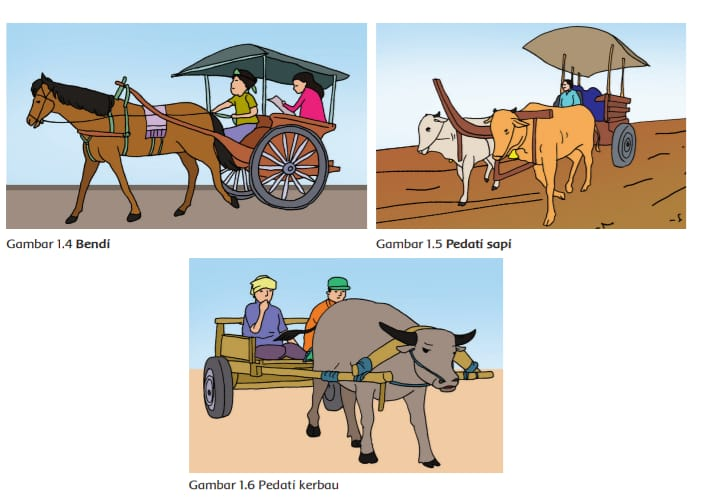 Gambar 1.4 Bendi
Gambar 1.5 Pedati sapi
Gambar 1.6 Pedati kerbau